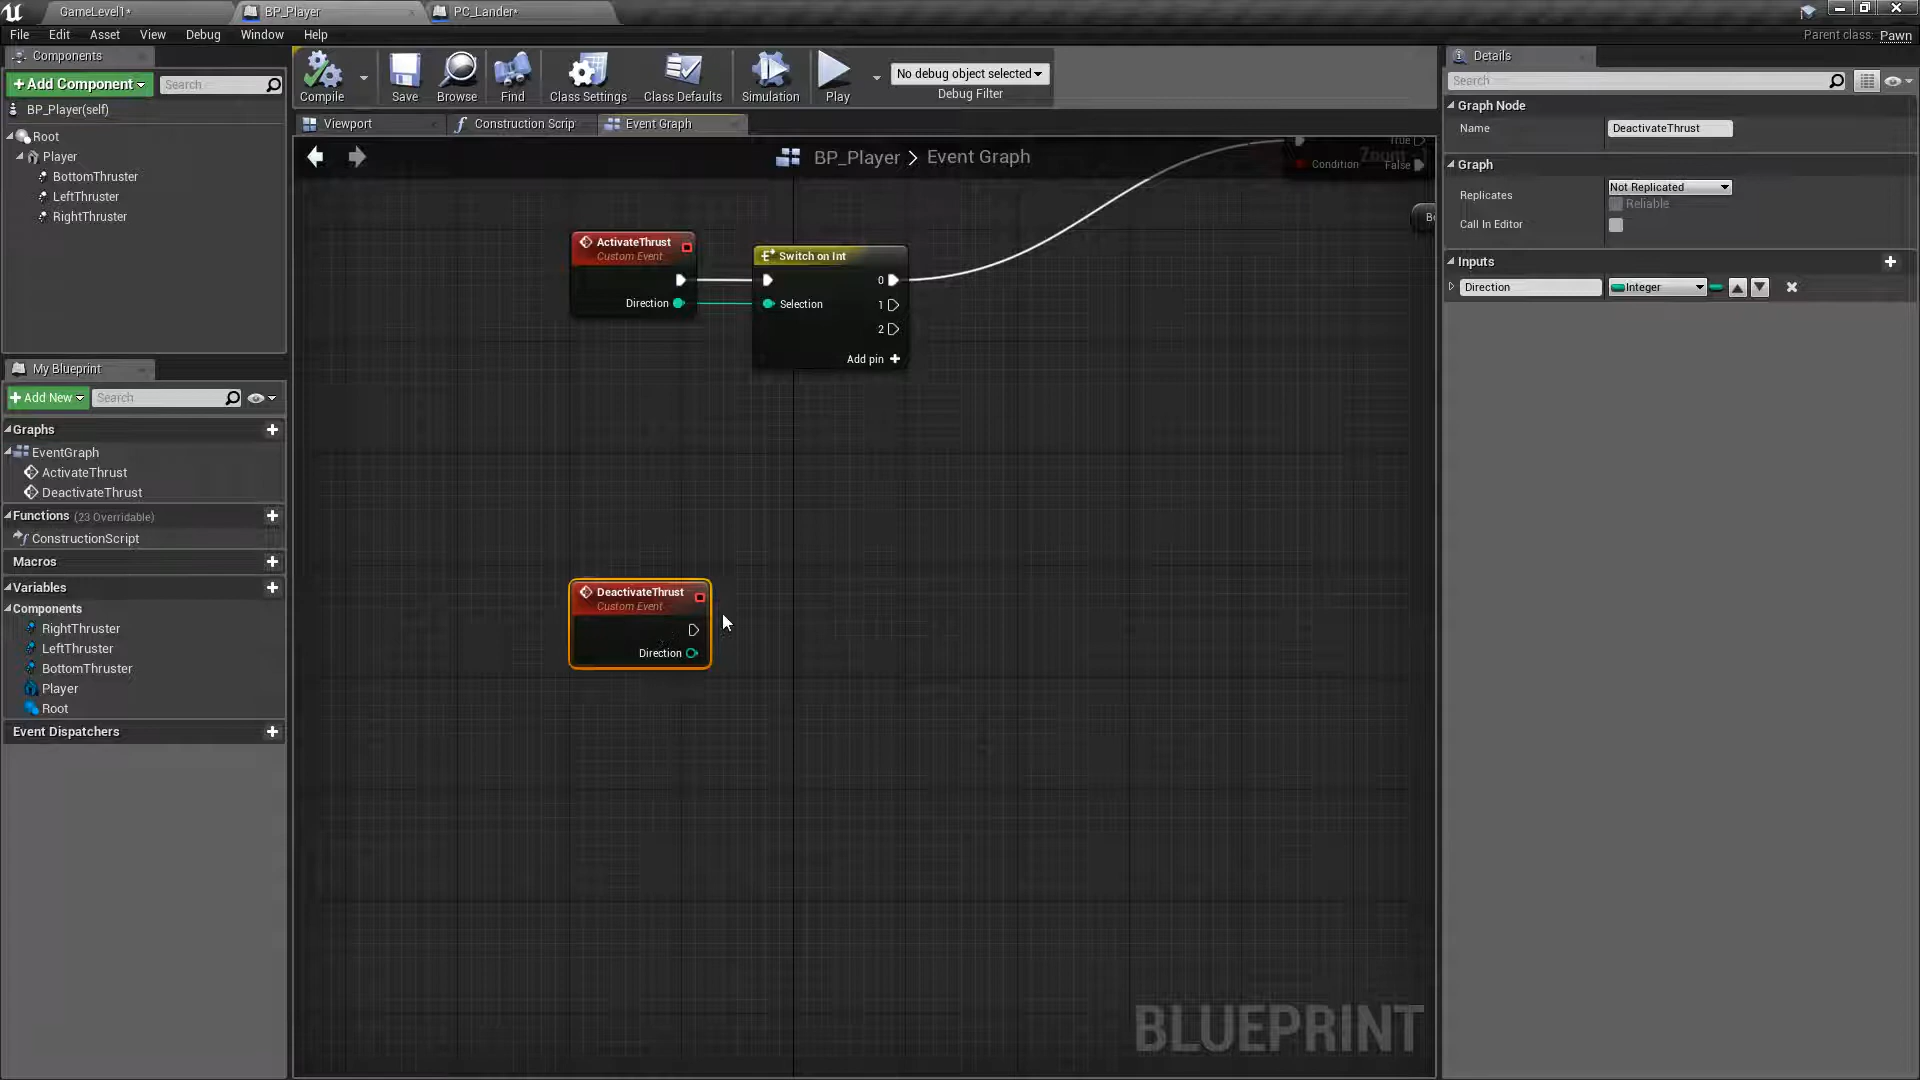 GameLevel1*
BP_Player
PC_Lander*
File Edit Asset View Debug Window Help
Parent class: Pawn
Components
+Add Component
Search
BP_Player(self)
Root
Player
BottomThruster
LeftThruster
RightThruster
My Blueprint
+Add New
Search
Graphs
EventGraph
ActivateThrust
DeactivateThrust
Functions (23 Overridable)
ConstructionScript
Macros
Variables
Components
RightThruster
LeftThruster
BottomThruster
Player
Root
Event Dispatchers
Compile Save Browse Find Class Settings Class Defaults Simulation Play
No debug object selected
Debug Filter
Viewport
Construction Scrip
Event Graph
BP_Player > Event Graph
True
Condition False
ActivateThrust
Custom Event
Direction
Switch on Int
0
Selection 1
2
Add pin +
DeactivateThrust
Custom Event
Direction
BLUEPRINT
Details
Search
Graph Node
Name DeactivateThrust
Graph
Replicates Not Replicated
Reliable
Call In Editor
Inputs
Direction Integer